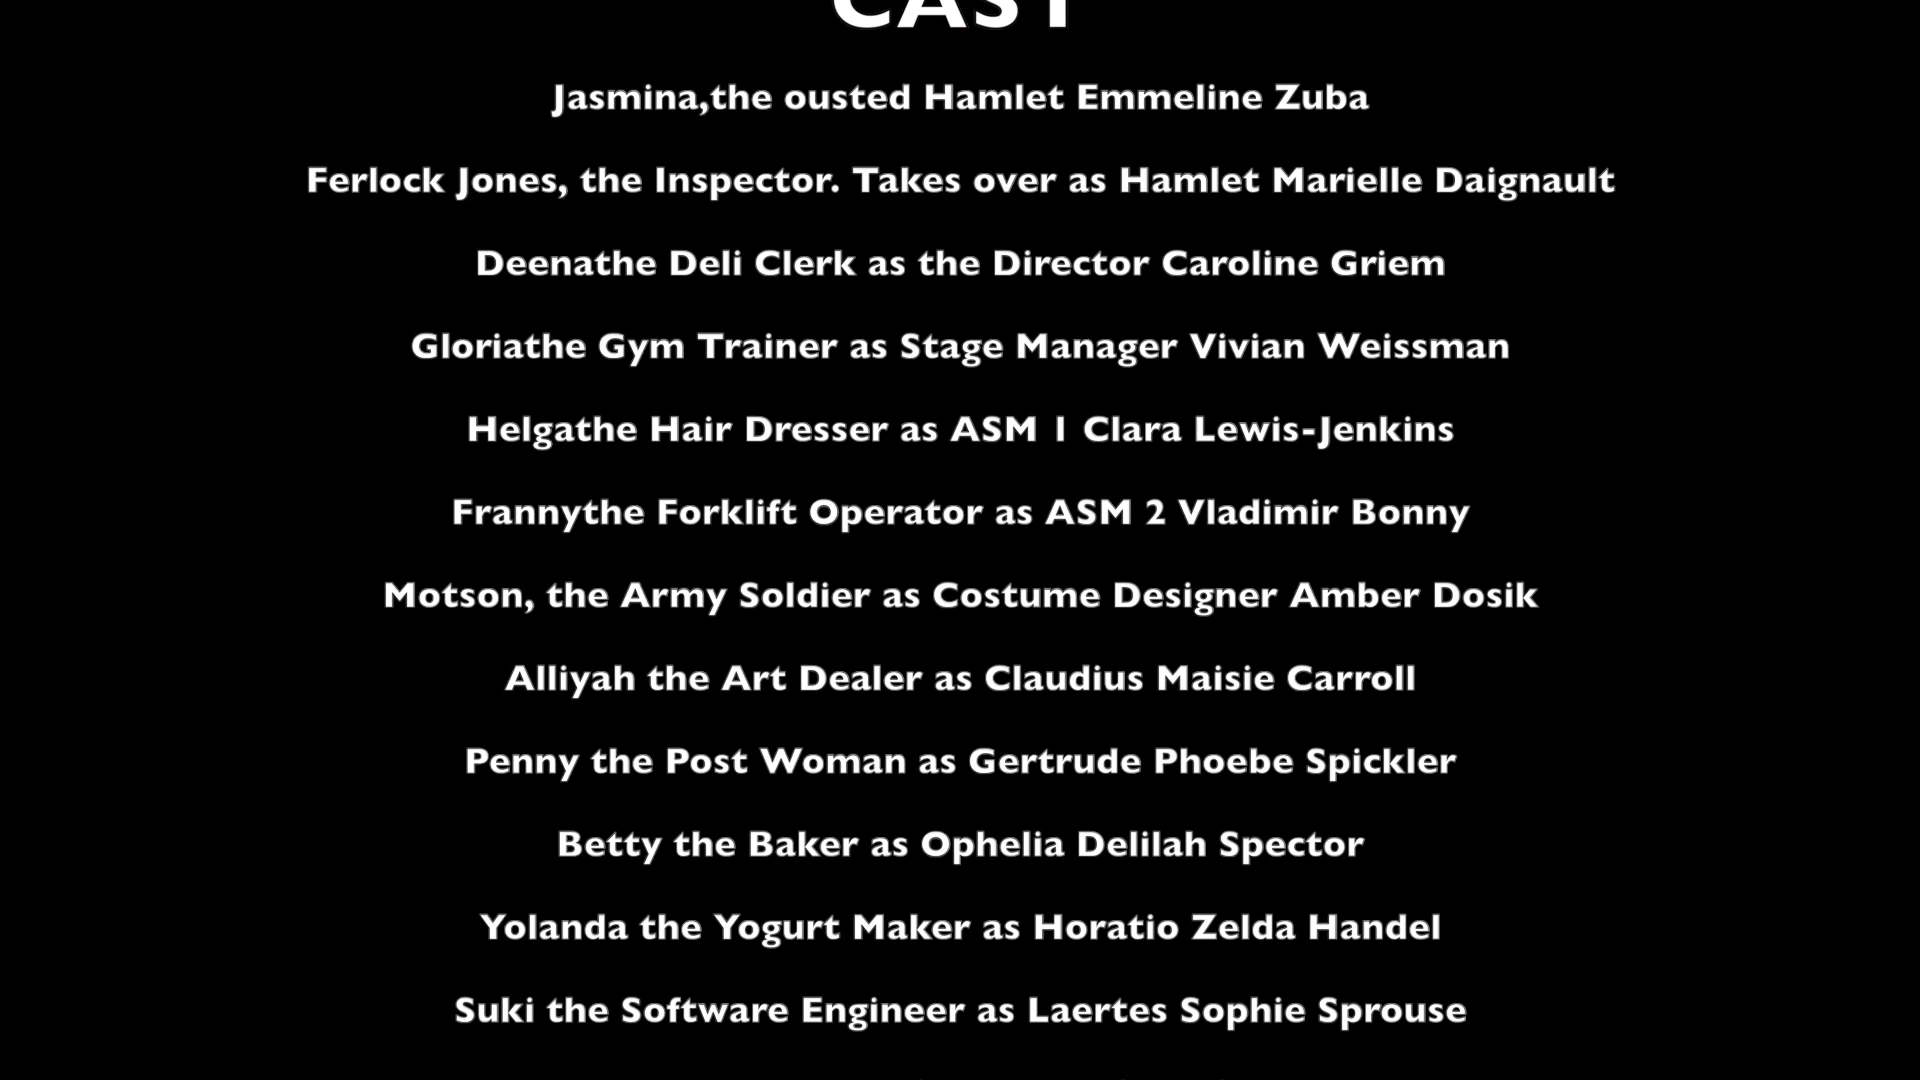 CAST
Jasmina,the ousted Hamlet Emmeline Zuba
Ferlock Jones, the Inspector. Takes over as Hamlet Marielle Daignault
Deenathe Deli Clerk as the Director Caroline Griem
Gloriathe Gym Trainer as Stage Manager Vivian Weissman
Helgathe Hair Dresser as ASM 1 Clara Lewis-Jenkins
Frannythe Forklift Operator as ASM 2 Vladimir Bonny
Motson, the Army Soldier as Costume Designer Amber Dosik
Alliyah the Art Dealer as Claudius Maisie Carroll
Penny the Post Woman as Gertrude Phoebe Spickler
Betty the Baker as Ophelia Delilah Spector
Yolanda the Yogurt Maker as Horatio Zelda Handel
Suki the Software Engineer as Laertes Sophie Sprouse